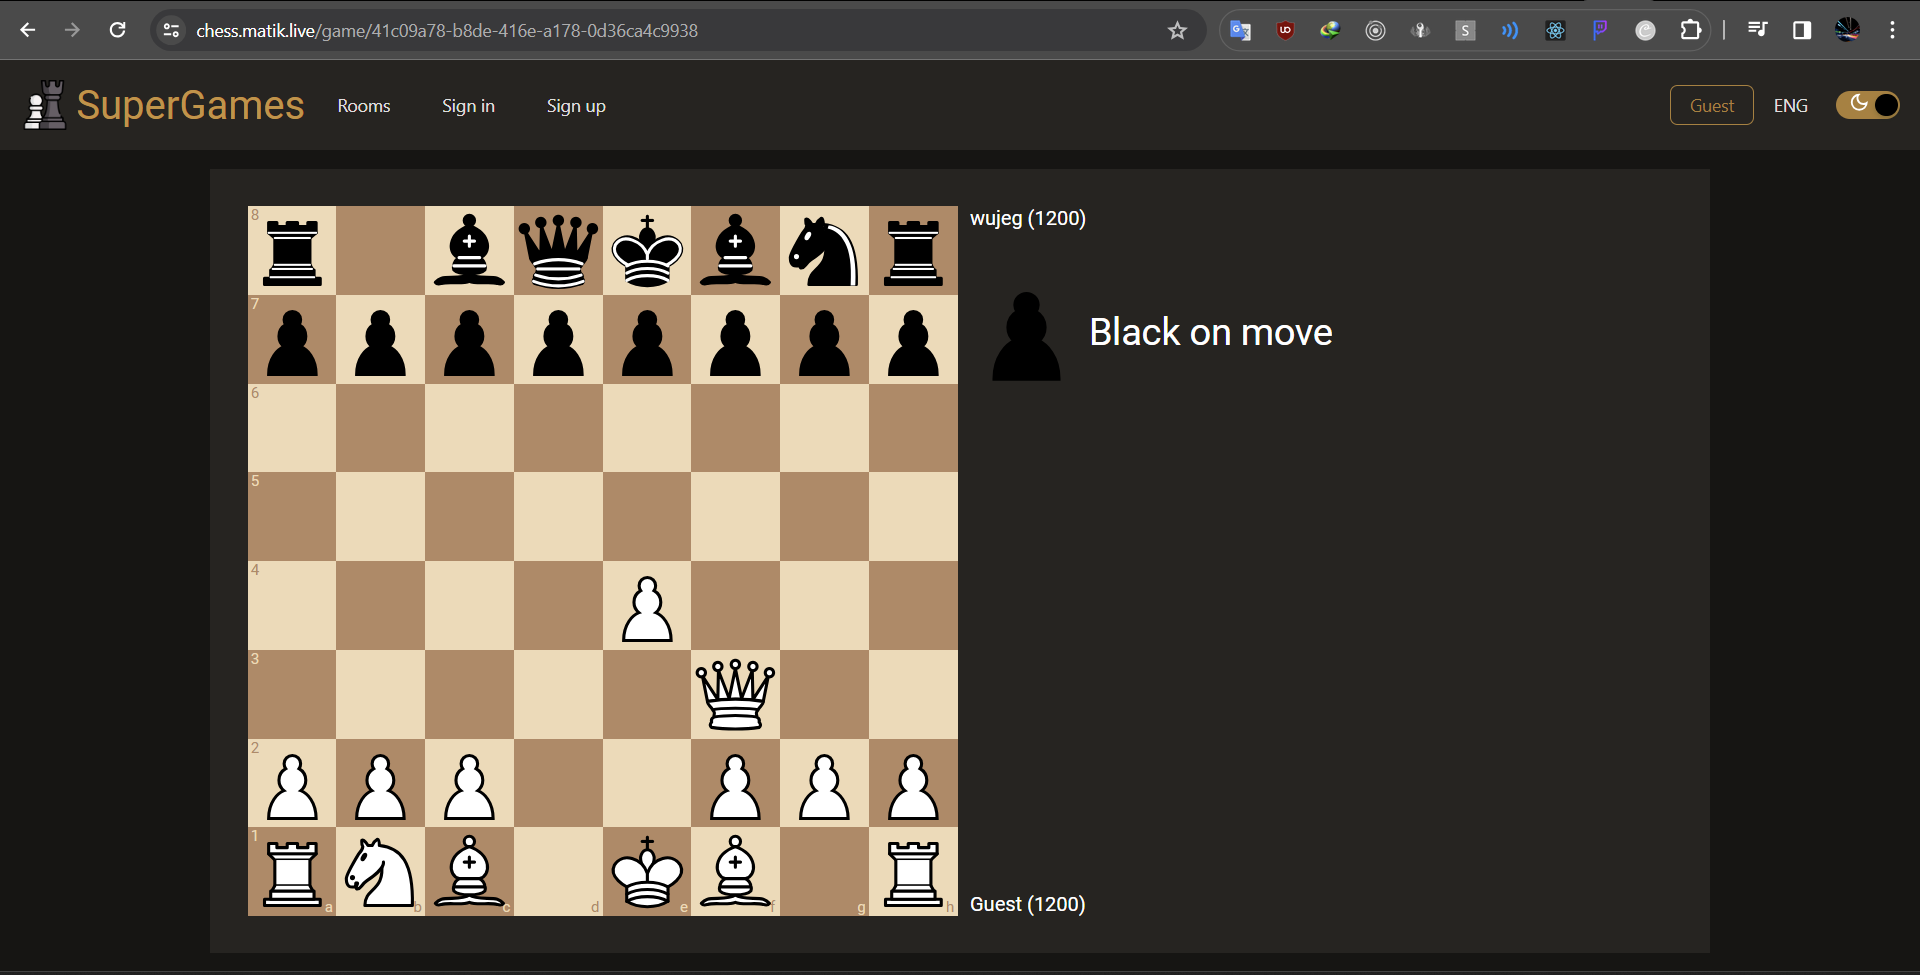 chess.matik.live/game/41c09a78-b8de-416e-a178-0d36ca4c9938
SuperGames
Rooms
Sign in
Sign up
Guest
ENG
wujeg (1200)
Black on move
8
7
6
5
4
3
2
1
a b c d e f g h
Guest (1200)